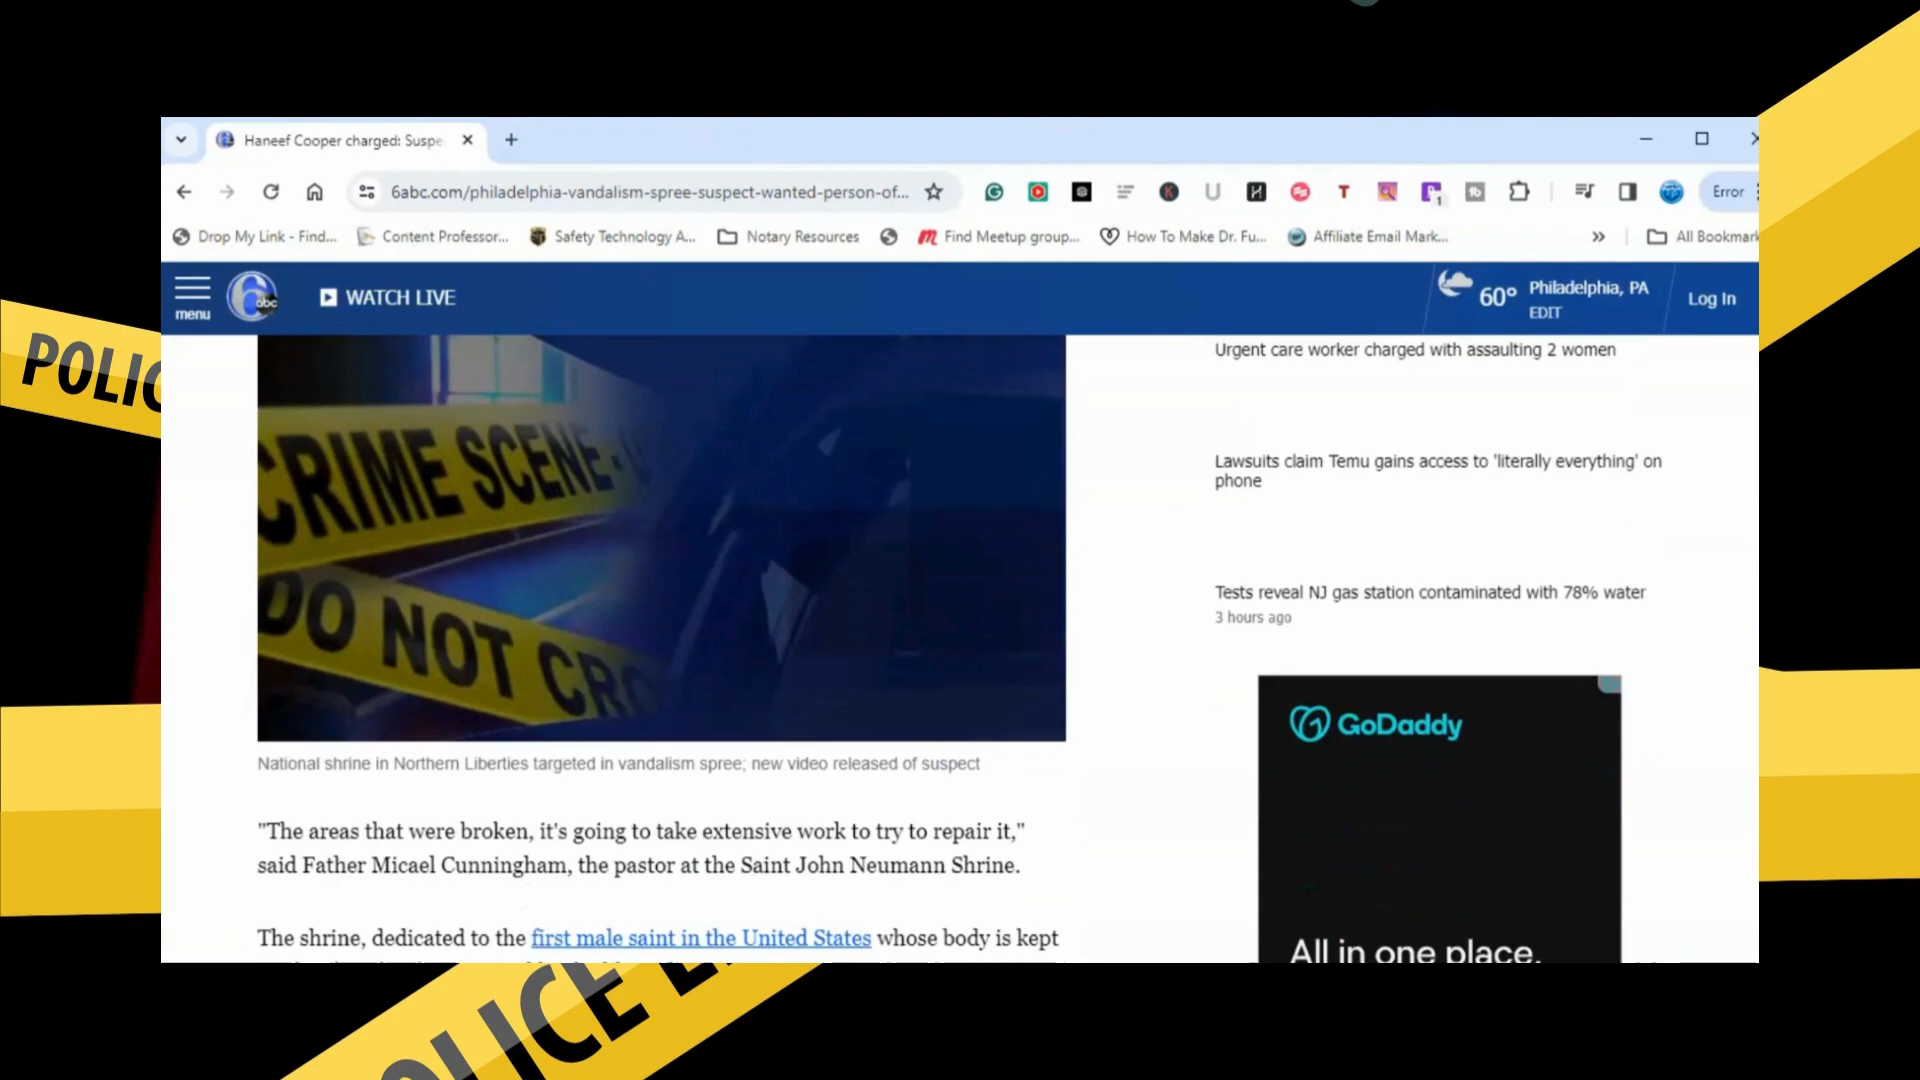 Haneef Cooper charged: Suspe
6abc.com/philadelphia-vandalism-spree-suspect-wanted-person-of...
Error
Drop My Link - Find...
Content Professor...
Safety Technology A...
Notary Resources
Find Meetup group...
How To Make Dr. Fu...
Affiliate Email Mark...
All Bookmark
menu
6abc
WATCH LIVE
60°
Philadelphia, PA
EDIT
Log In
POLIC
CRIME SCENE -
DO NOT CRO
National shrine in Northern Liberties targeted in vandalism spree; new video released of suspect
"The areas that were broken, it's going to take extensive work to try to repair it,"
said Father Micael Cunningham, the pastor at the Saint John Neumann Shrine.
The shrine, dedicated to the first male saint in the United States whose body is kept
Urgent care worker charged with assaulting 2 women
Lawsuits claim Temu gains access to 'literally everything' on
phone
Tests reveal NJ gas station contaminated with 78% water
3 hours ago
GoDaddy
All in one place.
OLICE L